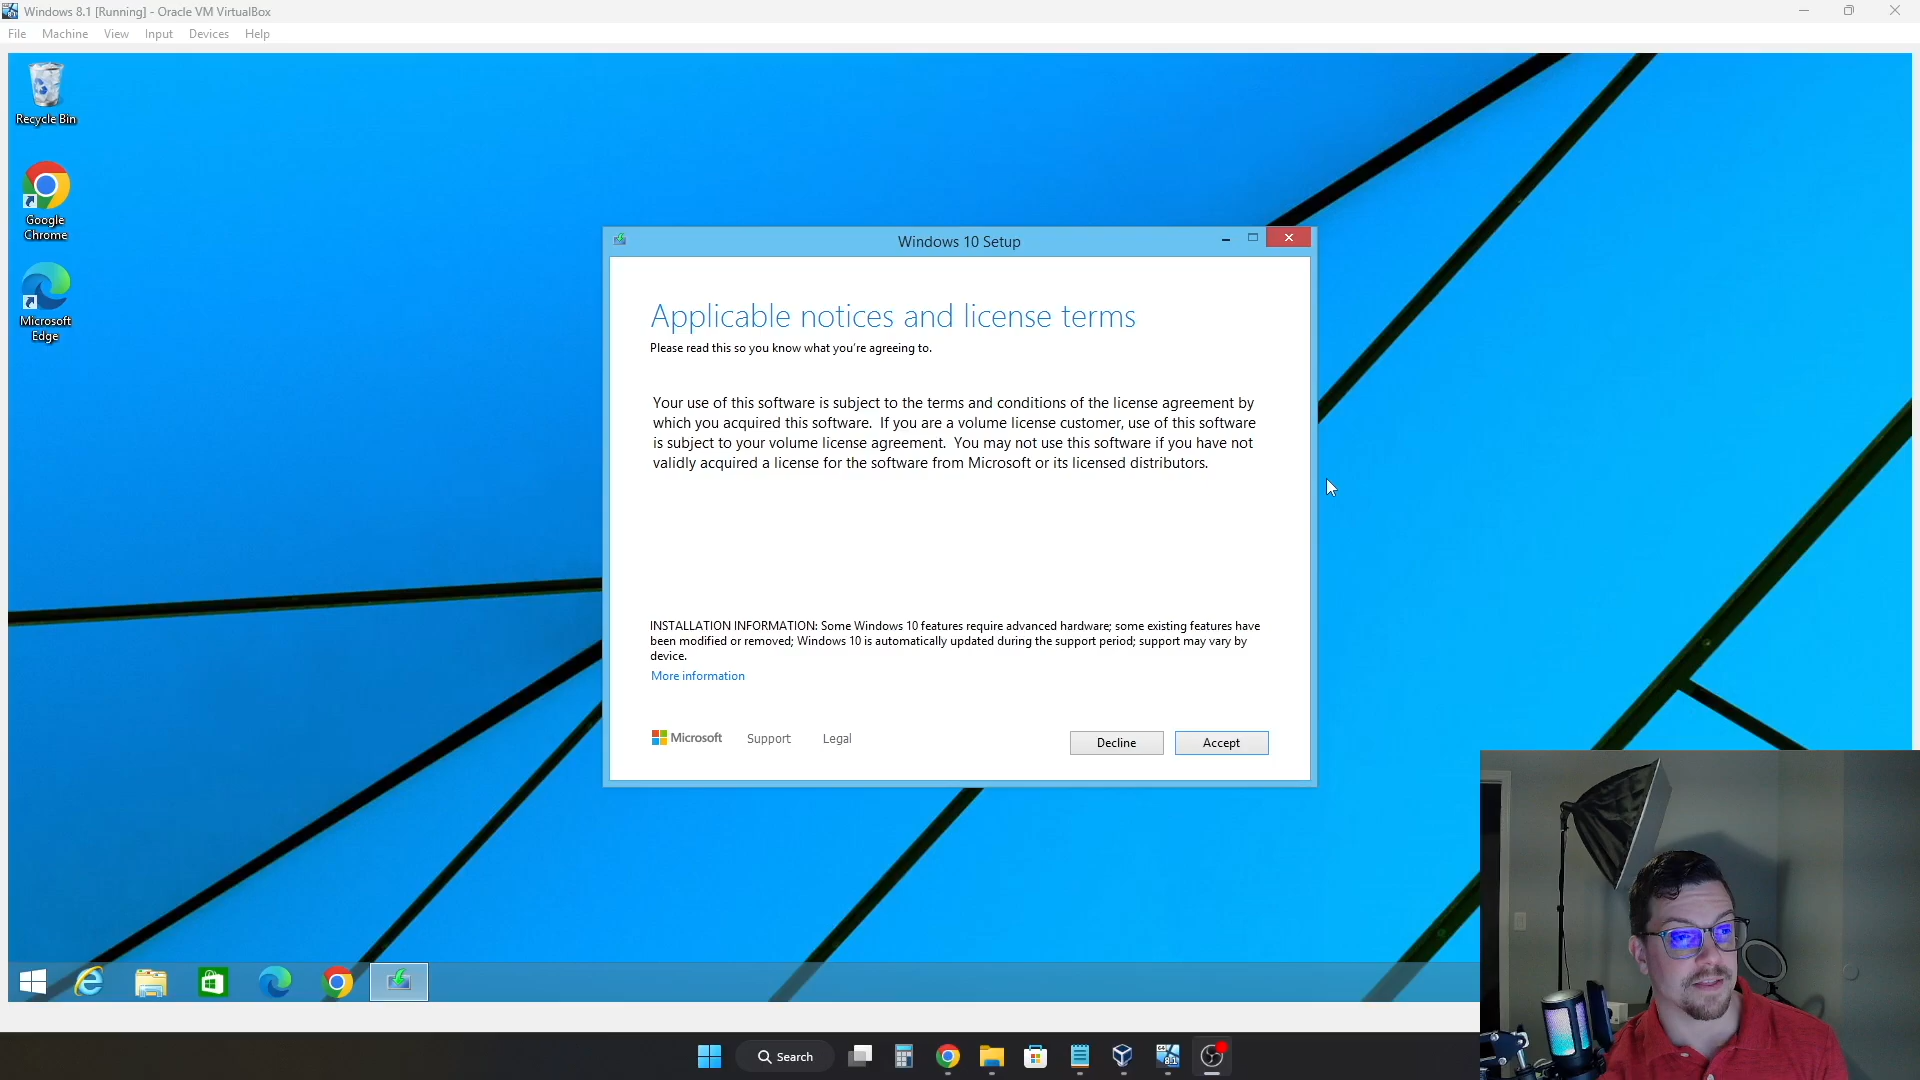 Windows 8.1 [Running] - Oracle VM VirtualBox
File Machine View Input Devices Help
Recycle Bin
Google
Chrome
Microsoft
Edge
Windows 10 Setup
Applicable notices and license terms
Please read this so you know what you're agreeing to.
Your use of this software is subject to the terms and conditions of the license agreement by
which you acquired this software. If you are a volume license customer, use of this software
is subject to your volume license agreement. You may not use this software if you have not
validly acquired a license for the software from Microsoft or its licensed distributors.
INSTALLATION INFORMATION: Some Windows 10 features require advanced hardware; some existing features have
been modified or removed; Windows 10 is automatically updated during the support period; support may vary by
device.
More information
Microsoft Support Legal Decline Accept
Search